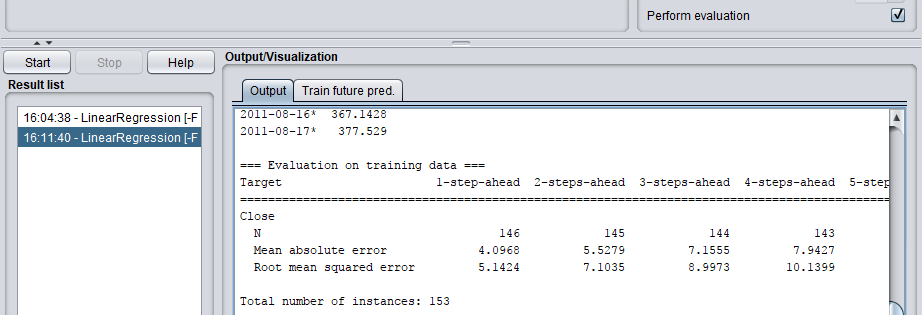 Perform evaluation
Start Stop Help
Result list
16:04:38 - LinearRegression [-F
16:11:40 - LinearRegression [-F
Output/Visualization
Output Train future pred.
2011-08-16* 367.1428
2011-08-17* 377.529
=== Evaluation on training data ===
Target 1-step-ahead 2-steps-ahead 3-steps-ahead 4-steps-ahead 5-step
==============================================================================================
Close
N 146 145 144 143
Mean absolute error 4.0968 5.5279 7.1555 7.9427
Root mean squared error 5.1424 7.1035 8.9973 10.1399
Total number of instances: 153